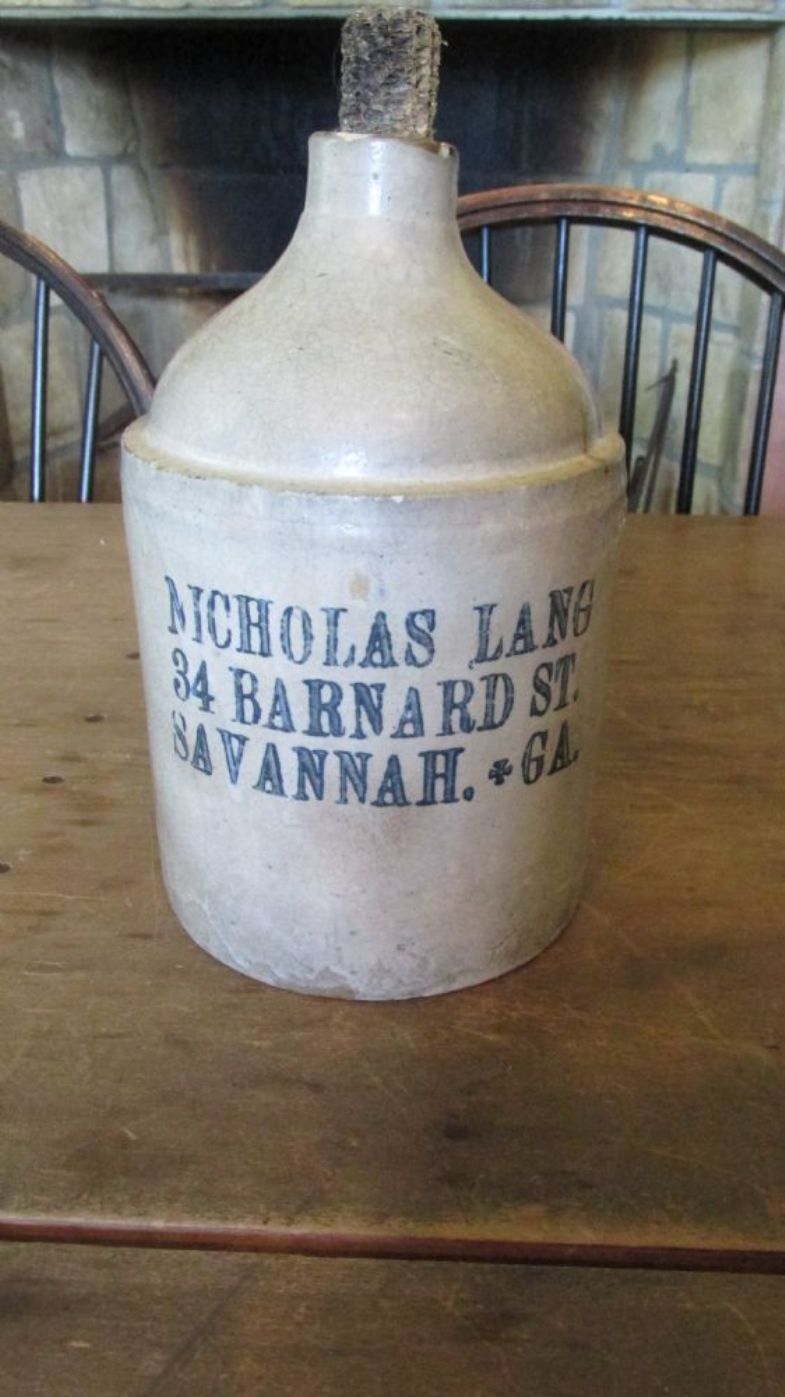 NICHOLAS LANG
34 BARNARD ST.
SAVANNAH. + GA.